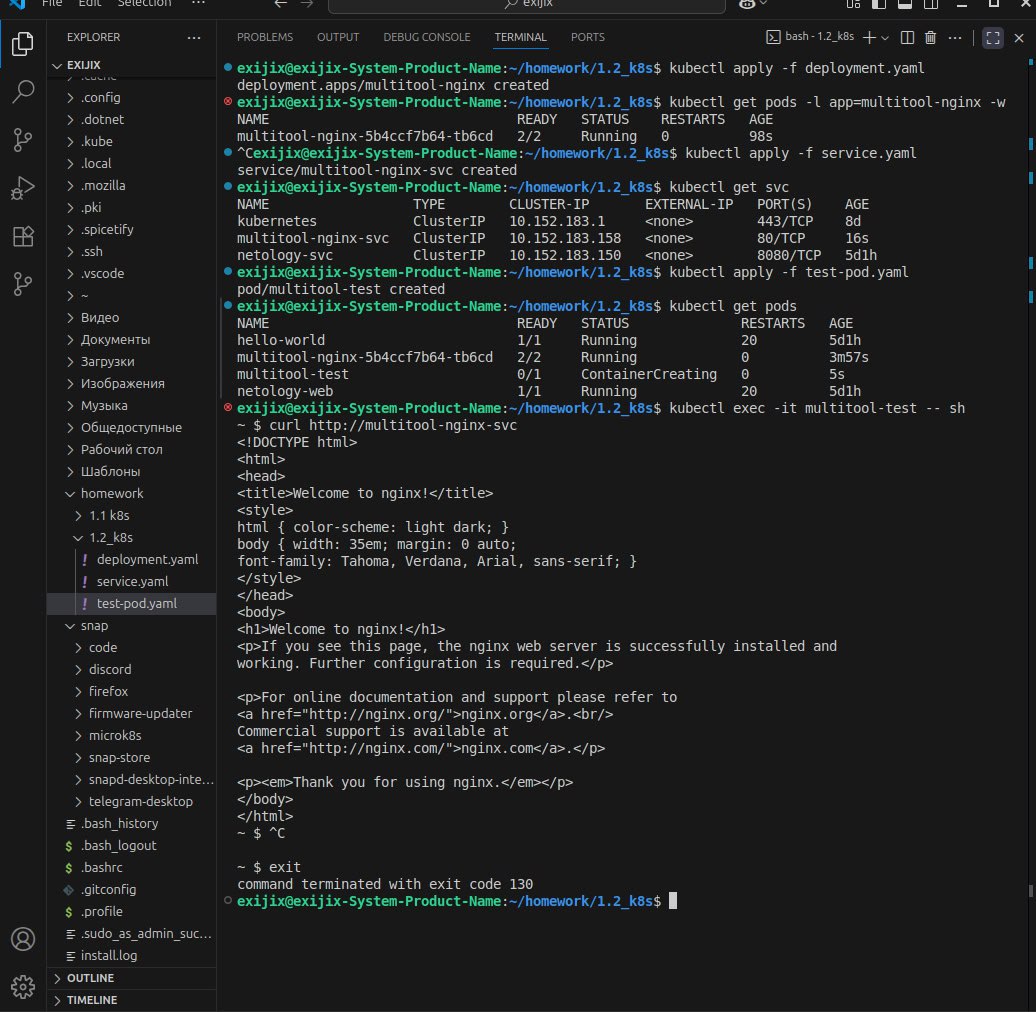 File Edit Selection ··· exijix
EXPLORER ···
EXIJIX
.cache
.config
.dotnet
.kube
.local
.mozilla
.pki
.spicetify
.ssh
.vscode
~
Видео
Документы
Загрузки
Изображения
Музыка
Общедоступные
Рабочий стол
Шаблоны
homework
1.1 k8s
1.2_k8s
! deployment.yaml
! service.yaml
! test-pod.yaml
snap
code
discord
firefox
firmware-updater
microk8s
snap-store
snapd-desktop-inte...
telegram-desktop
.bash_history
$ .bash_logout
$ .bashrc
.gitconfig
$ .profile
.sudo_as_admin_suc...
install.log
OUTLINE
TIMELINE
PROBLEMS OUTPUT DEBUG CONSOLE TERMINAL PORTS bash - 1.2_k8s
exijix@exijix-System-Product-Name:~/homework/1.2_k8s$ kubectl apply -f deployment.yaml
deployment.apps/multitool-nginx created
exijix@exijix-System-Product-Name:~/homework/1.2_k8s$ kubectl get pods -l app=multitool-nginx -w
NAME READY STATUS RESTARTS AGE
multitool-nginx-5b4ccf7b64-tb6cd 2/2 Running 0 98s
^Cexijix@exijix-System-Product-Name:~/homework/1.2_k8s$ kubectl apply -f service.yaml
service/multitool-nginx-svc created
exijix@exijix-System-Product-Name:~/homework/1.2_k8s$ kubectl get svc
NAME TYPE CLUSTER-IP EXTERNAL-IP PORT(S) AGE
kubernetes ClusterIP 10.152.183.1 <none> 443/TCP 8d
multitool-nginx-svc ClusterIP 10.152.183.158 <none> 80/TCP 16s
netology-svc ClusterIP 10.152.183.150 <none> 8080/TCP 5d1h
exijix@exijix-System-Product-Name:~/homework/1.2_k8s$ kubectl apply -f test-pod.yaml
pod/multitool-test created
exijix@exijix-System-Product-Name:~/homework/1.2_k8s$ kubectl get pods
NAME READY STATUS RESTARTS AGE
hello-world 1/1 Running 20 5d1h
multitool-nginx-5b4ccf7b64-tb6cd 2/2 Running 0 3m57s
multitool-test 0/1 ContainerCreating 0 5s
netology-web 1/1 Running 20 5d1h
exijix@exijix-System-Product-Name:~/homework/1.2_k8s$ kubectl exec -it multitool-test -- sh
~ $ curl http://multitool-nginx-svc
<!DOCTYPE html>
<html>
<head>
<title>Welcome to nginx!</title>
<style>
html { color-scheme: light dark; }
body { width: 35em; margin: 0 auto;
font-family: Tahoma, Verdana, Arial, sans-serif; }
</style>
</head>
<body>
<h1>Welcome to nginx!</h1>
<p>If you see this page, the nginx web server is successfully installed and
working. Further configuration is required.</p>
<p>For online documentation and support please refer to
<a href="http://nginx.org/">nginx.org</a>.<br/>
Commercial support is available at
<a href="http://nginx.com/">nginx.com</a>.</p>
<p><em>Thank you for using nginx.</em></p>
</body>
</html>
~ $ ^C
~ $ exit
command terminated with exit code 130
exijix@exijix-System-Product-Name:~/homework/1.2_k8s$